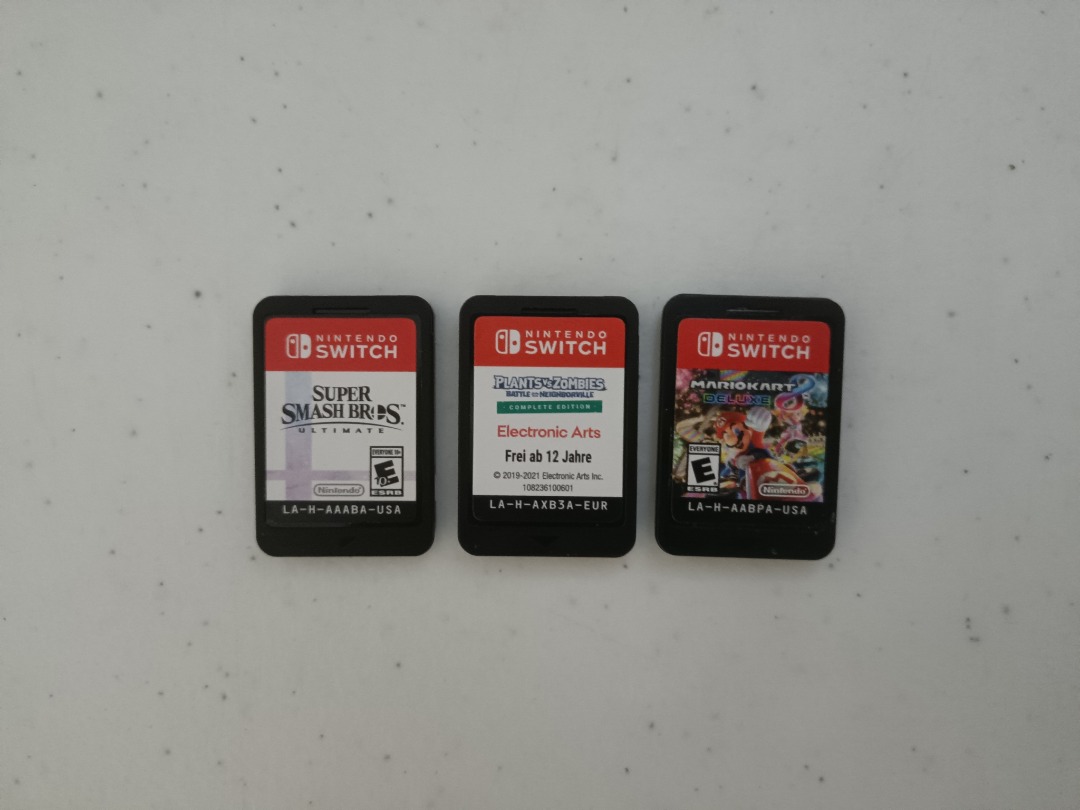 NINTENDO
SWITCH
SUPER
SMASH BROS.™
ULTIMATE
EVERYONE 10+
E
ESRB
Nintendo
LA-H-AAABA-USA
NINTENDO
SWITCH
PLANTS VS. ZOMBIES
BATTLE FOR NEIGHBORVILLE
COMPLETE EDITION
Electronic Arts
Frei ab 12 Jahre
© 2019-2021 Electronic Arts Inc.
108236100601
LA-H-AXB3A-EUR
NINTENDO
SWITCH
MARIOKART 8
DELUXE
EVERYONE
E
ESRB
Nintendo
LA-H-AABPA-USA